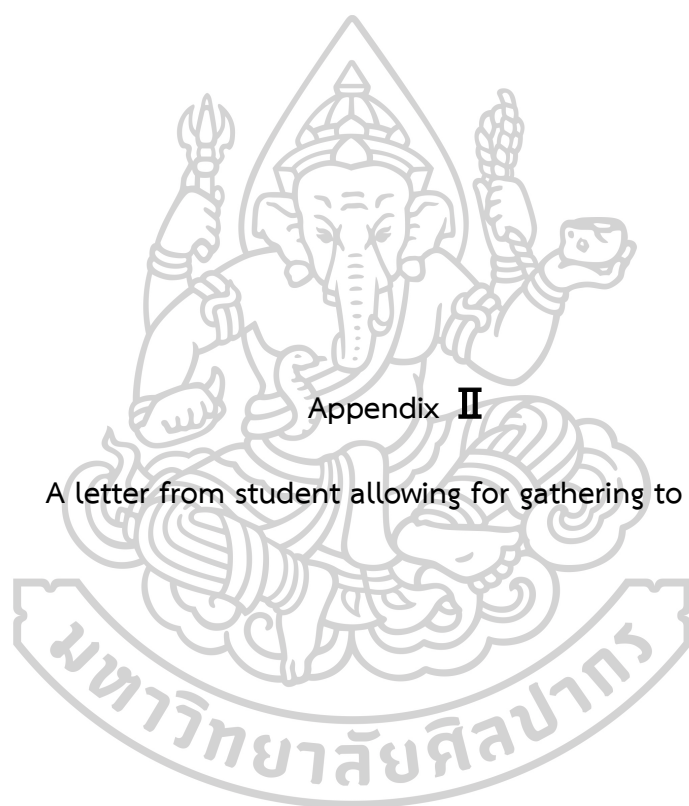 Appendix II
A letter from student allowing for gathering to
มหาวิทยาลัยศิลปากร